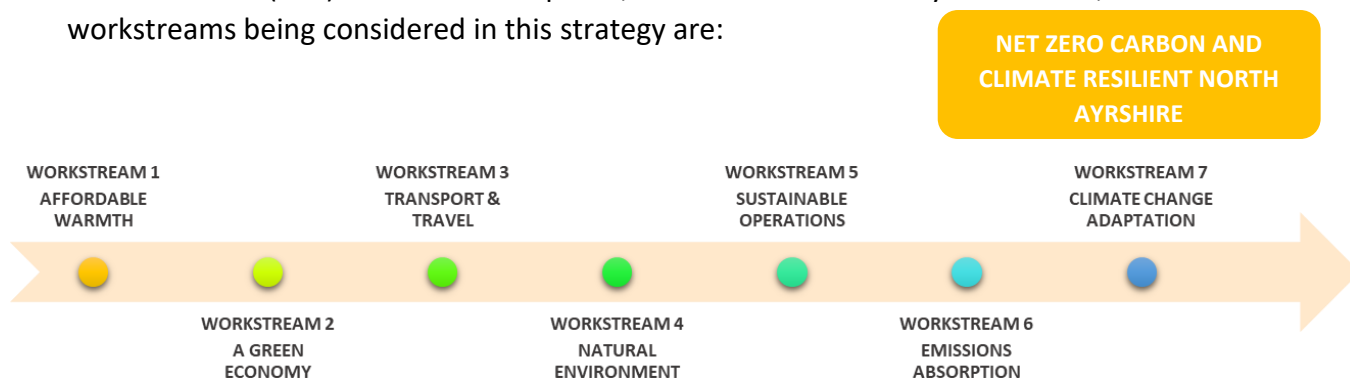 workstreams being considered in this strategy are:
NET ZERO CARBON AND
CLIMATE RESILIENT NORTH
AYRSHIRE
WORKSTREAM 1
AFFORDABLE
WARMTH
WORKSTREAM 3
TRANSPORT &
TRAVEL
WORKSTREAM 5
SUSTAINABLE
OPERATIONS
WORKSTREAM 7
CLIMATE CHANGE
ADAPTATION
WORKSTREAM 2
A GREEN
ECONOMY
WORKSTREAM 4
NATURAL
ENVIRONMENT
WORKSTREAM 6
EMISSIONS
ABSORPTION